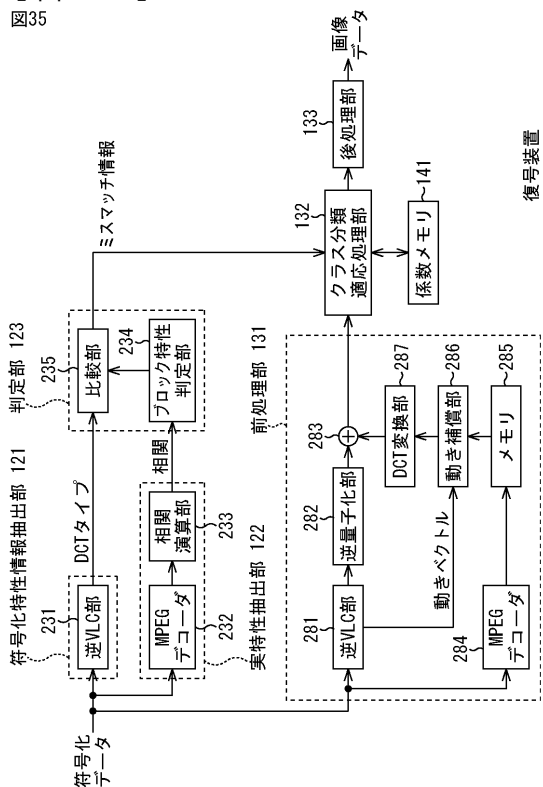 図35
符号化
データ
符号化特性情報抽出部 121
231
逆VLC部
DCTタイプ
判定部 123
235
比較部
ミスマッチ情報
234
ブロック特性
判定部
相関
MPEG
デコーダ
232
相関
演算部
233
実特性抽出部 122
前処理部 131
281
逆VLC部
282
逆量子化部
283
動きベクトル
DCT変換部
287
動き補償部
286
メモリ
285
284
MPEG
デコーダ
132
クラス分類
適応処理部
133
後処理部
画像
データ
係数メモリ
141
復号装置